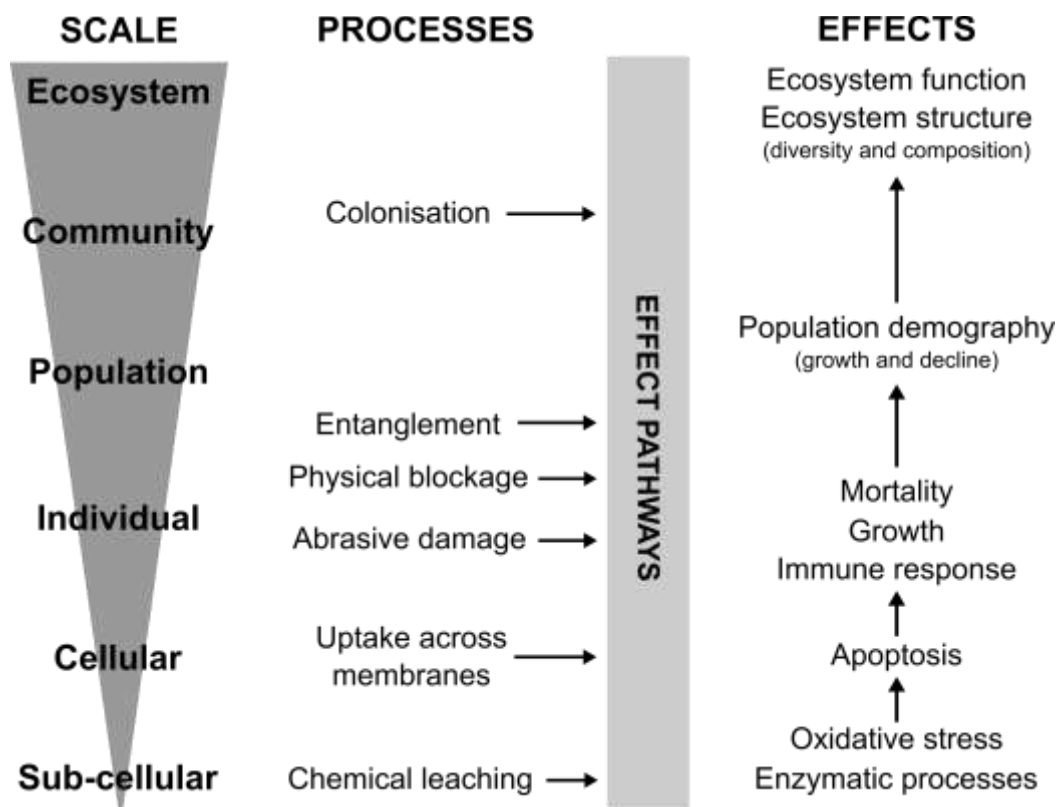 SCALE
PROCESSES
EFFECTS
Ecosystem
Community
Population
Individual
Cellular
Sub-cellular
Colonisation
Entanglement
Physical blockage
Abrasive damage
Uptake across
membranes
Chemical leaching
EFFECT PATHWAYS
Ecosystem function
Ecosystem structure
(diversity and composition)
Population demography
(growth and decline)
Mortality
Growth
Immune response
Apoptosis
Oxidative stress
Enzymatic processes